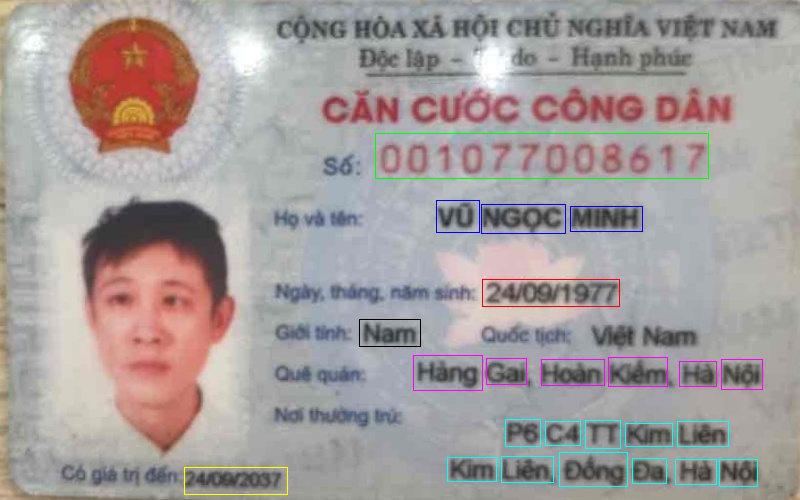 CỘNG HÒA XÃ HỘI CHỦ NGHĨA VIỆT NAM
Độc lập - do - Hạnh phúc
CĂN CƯỚC CÔNG DÂN
Số: 001077008617
Họ và tên: VŨ NGỌC MINH
Ngày, tháng, năm sinh: 24/09/1977
Giới tính: Nam Quốc tịch: Việt Nam
Quê quán: Hàng Gai, Hoàn Kiếm, Hà Nội
Nơi thường trú:
P6 C4 TT Kim Liên
Kim Liên, Đống Đa, Hà Nội
Có giá trị đến: 24/09/2037